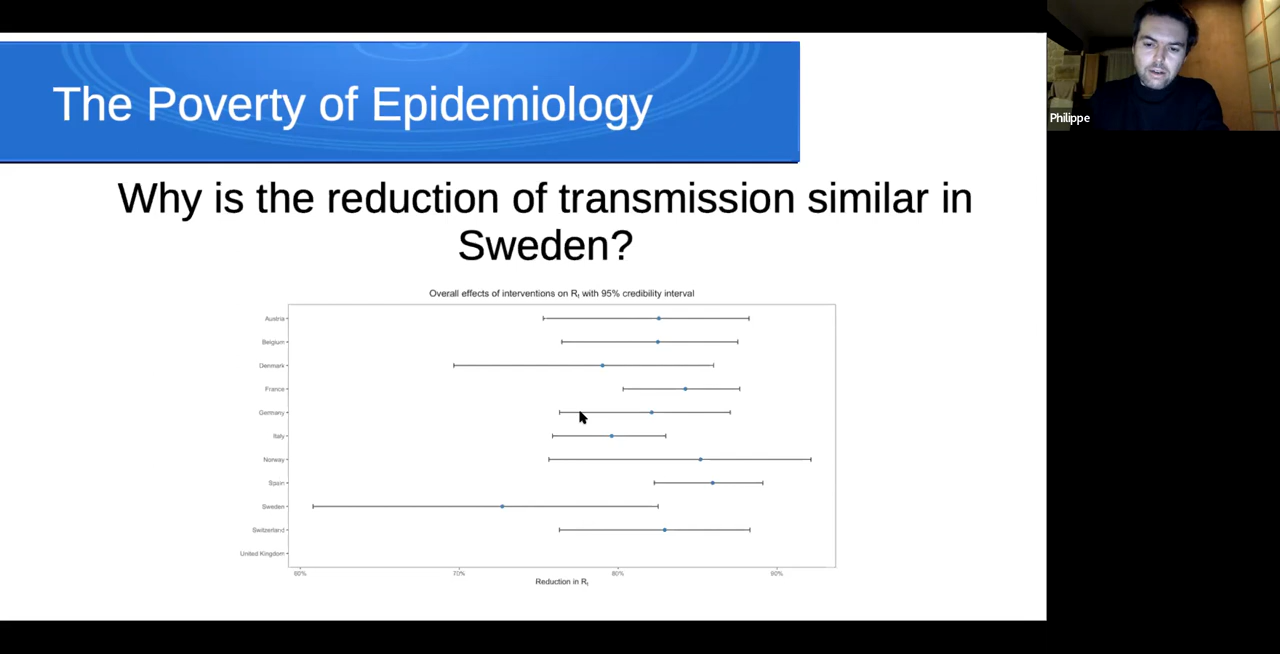 The Poverty of Epidemiology
Philippe
Why is the reduction of transmission similar in
Sweden?
Overall effects of interventions on Rt with 95% credibility interval
Austria
Belgium
Denmark
France
Germany
Italy
Norway
Spain
Sweden
Switzerland
United Kingdom
60% 70% 80% 90%
Reduction in Rt